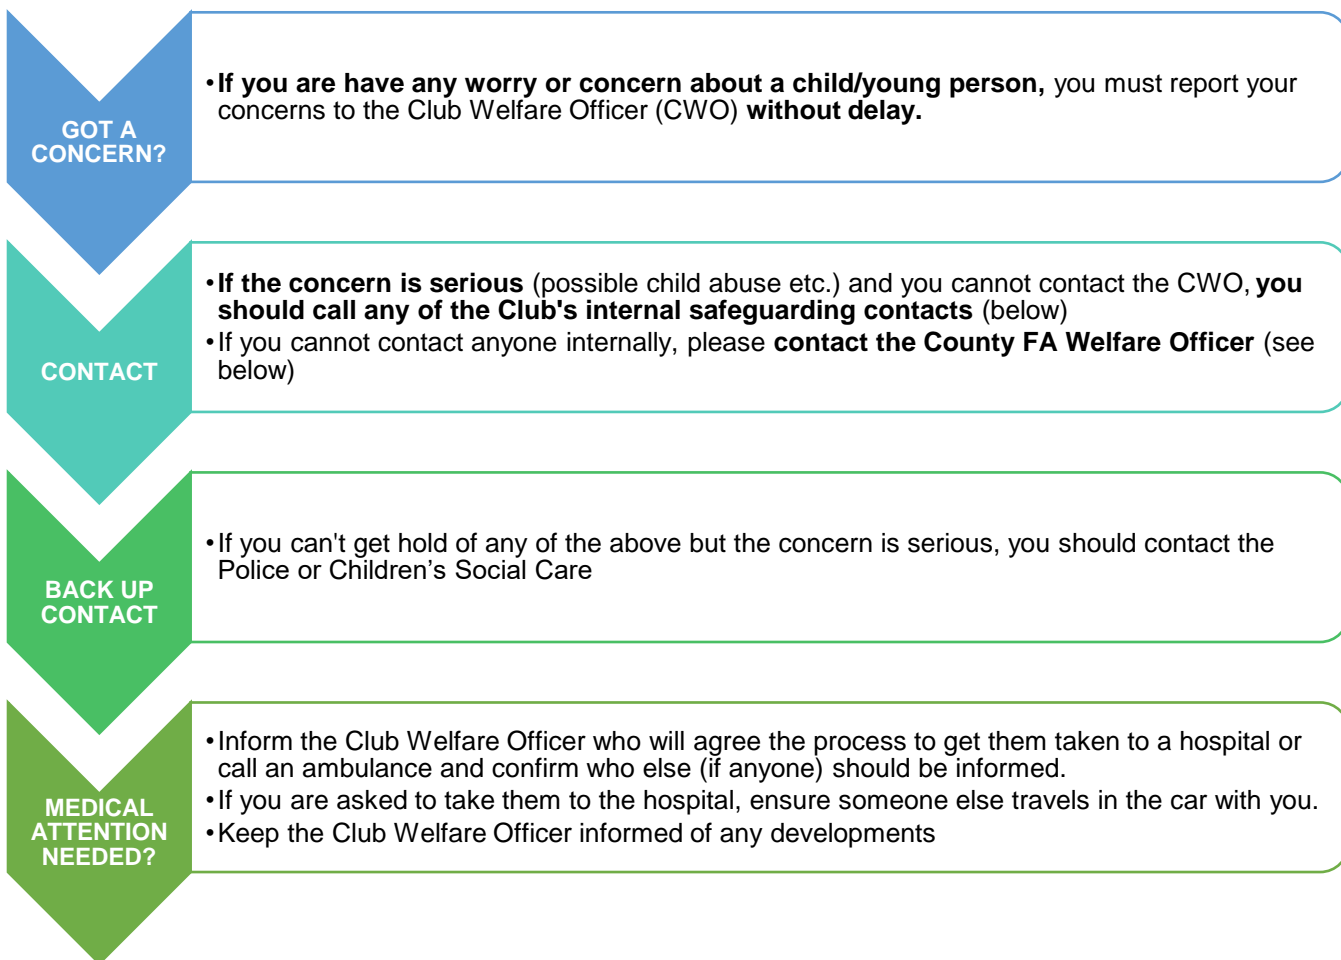 GOT A
CONCERN?
•If you are have any worry or concern about a child/young person, you must report your
concerns to the Club Welfare Officer (CWO) without delay.
CONTACT
•If the concern is serious (possible child abuse etc.) and you cannot contact the CWO, you
should call any of the Club's internal safeguarding contacts (below)
•If you cannot contact anyone internally, please contact the County FA Welfare Officer (see
below)
BACK UP
CONTACT
•If you can't get hold of any of the above but the concern is serious, you should contact the
Police or Children’s Social Care
MEDICAL
ATTENTION
NEEDED?
•Inform the Club Welfare Officer who will agree the process to get them taken to a hospital or
call an ambulance and confirm who else (if anyone) should be informed.
•If you are asked to take them to the hospital, ensure someone else travels in the car with you.
•Keep the Club Welfare Officer informed of any developments